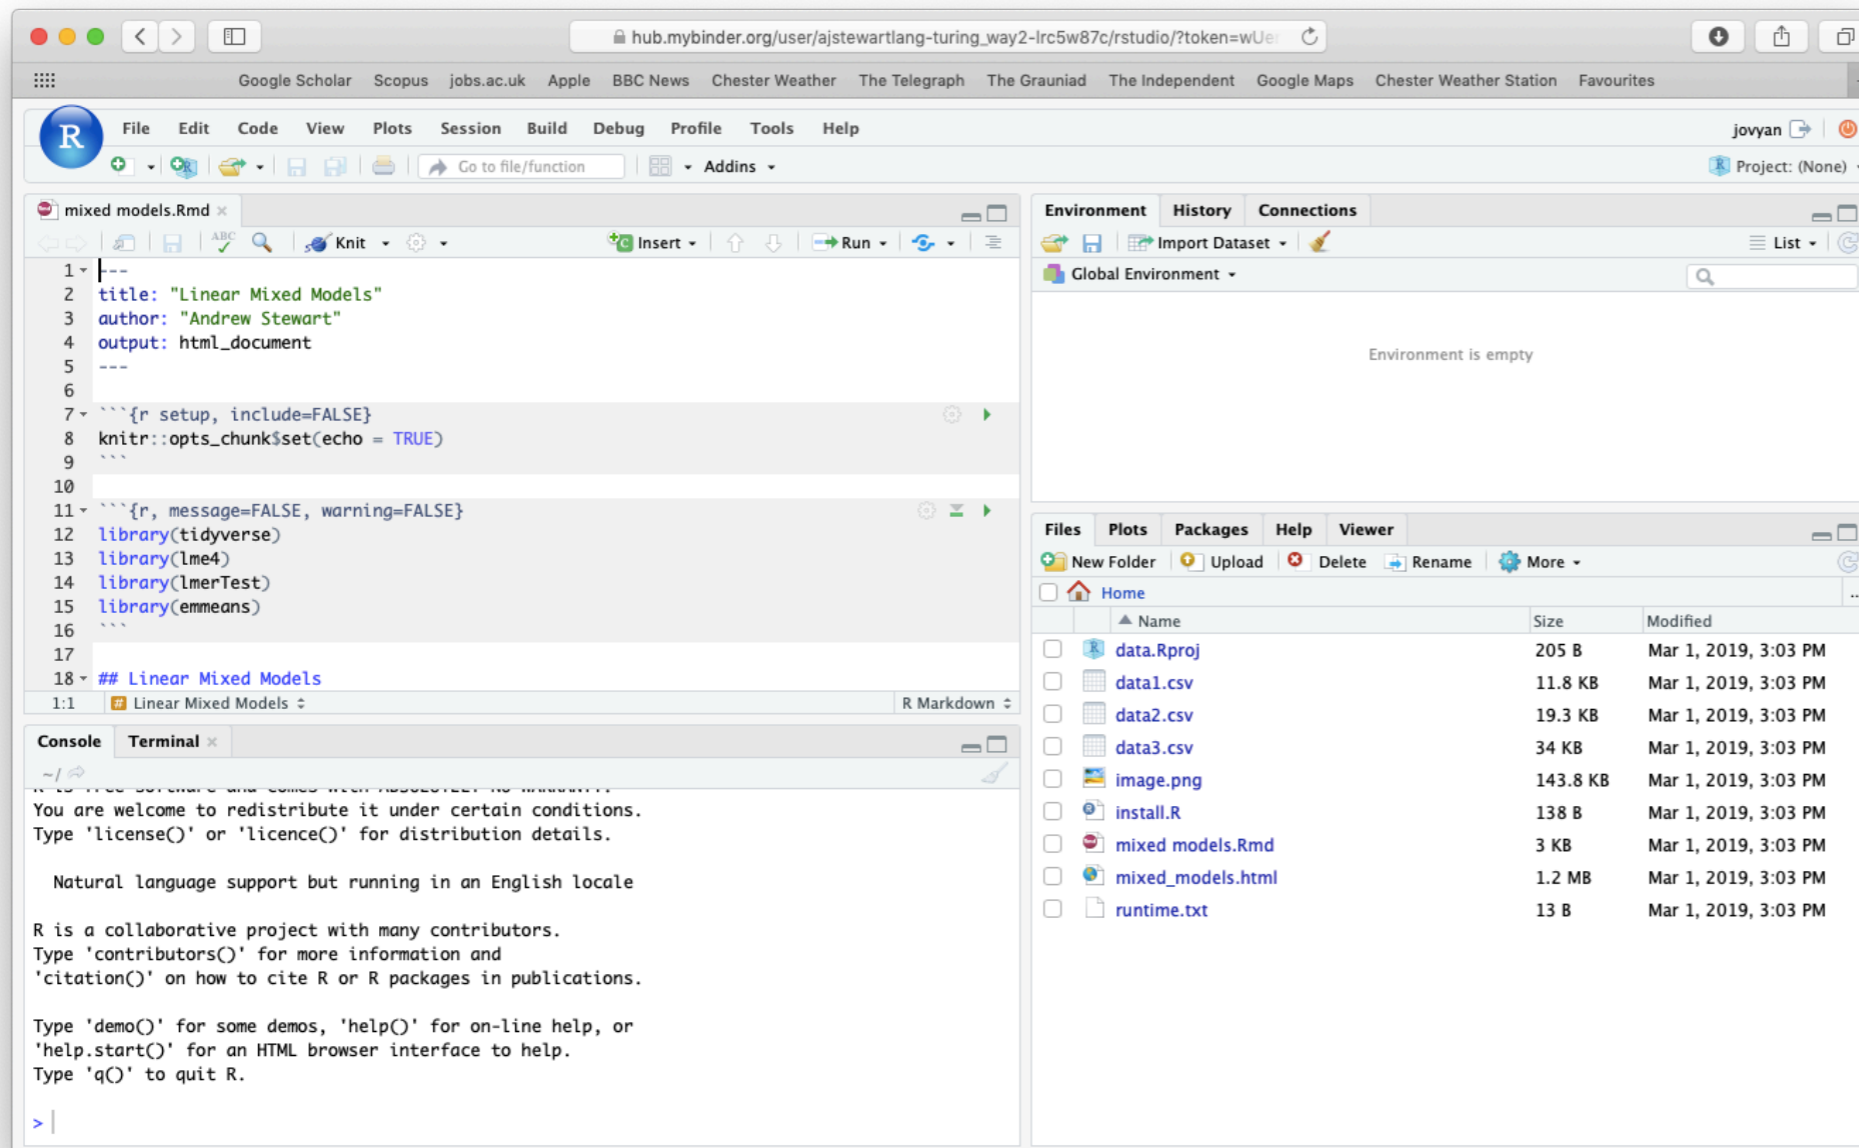 hub.mybinder.org/user/ajstewartlang-turing_way2-lrc5w87c/rstudio/?token=wUe
Google Scholar Scopus jobs.ac.uk Apple BBC News Chester Weather The Telegraph The Grauniad The Independent Google Maps Chester Weather Station Favourites
R File Edit Code View Plots Session Build Debug Profile Tools Help jovyan
Go to file/function Addins Project: (None)
mixed models.Rmd
ABC Knit Insert Run
1 ---
2 title: "Linear Mixed Models"
3 author: "Andrew Stewart"
4 output: html_document
5 ---
6
7 ```{r setup, include=FALSE}
8 knitr::opts_chunk$set(echo = TRUE)
9 ```
10
11 ```{r, message=FALSE, warning=FALSE}
12 library(tidyverse)
13 library(lme4)
14 library(lmerTest)
15 library(emmeans)
16 ```
17
18 ## Linear Mixed Models
1:1 # Linear Mixed Models R Markdown
Console Terminal
~/
You are welcome to redistribute it under certain conditions.
Type 'license()' or 'licence()' for distribution details.
Natural language support but running in an English locale
R is a collaborative project with many contributors.
Type 'contributors()' for more information and
'citation()' on how to cite R or R packages in publications.
Type 'demo()' for some demos, 'help()' for on-line help, or
'help.start()' for an HTML browser interface to help.
Type 'q()' to quit R.
>
Environment History Connections
Import Dataset List
Global Environment
Environment is empty
Files Plots Packages Help Viewer
New Folder Upload Delete Rename More
Home
Name Size Modified
data.Rproj 205 B Mar 1, 2019, 3:03 PM
data1.csv 11.8 KB Mar 1, 2019, 3:03 PM
data2.csv 19.3 KB Mar 1, 2019, 3:03 PM
data3.csv 34 KB Mar 1, 2019, 3:03 PM
image.png 143.8 KB Mar 1, 2019, 3:03 PM
install.R 138 B Mar 1, 2019, 3:03 PM
mixed models.Rmd 3 KB Mar 1, 2019, 3:03 PM
mixed_models.html 1.2 MB Mar 1, 2019, 3:03 PM
runtime.txt 13 B Mar 1, 2019, 3:03 PM